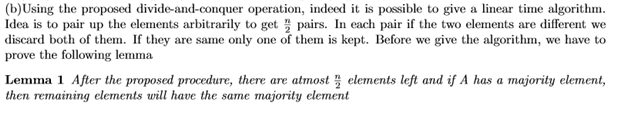 (b)Using the proposed divide-and-conquer operation, indeed it is possible to give a linear time algorithm.
Idea is to pair up the elements arbitrarily to get n/2 pairs. In each pair if the two elements are different we
discard both of them. If they are same only one of them is kept. Before we give the algorithm, we have to
prove the following lemma
Lemma 1 After the proposed procedure, there are atmost n/2 elements left and if A has a majority element,
then remaining elements will have the same majority element